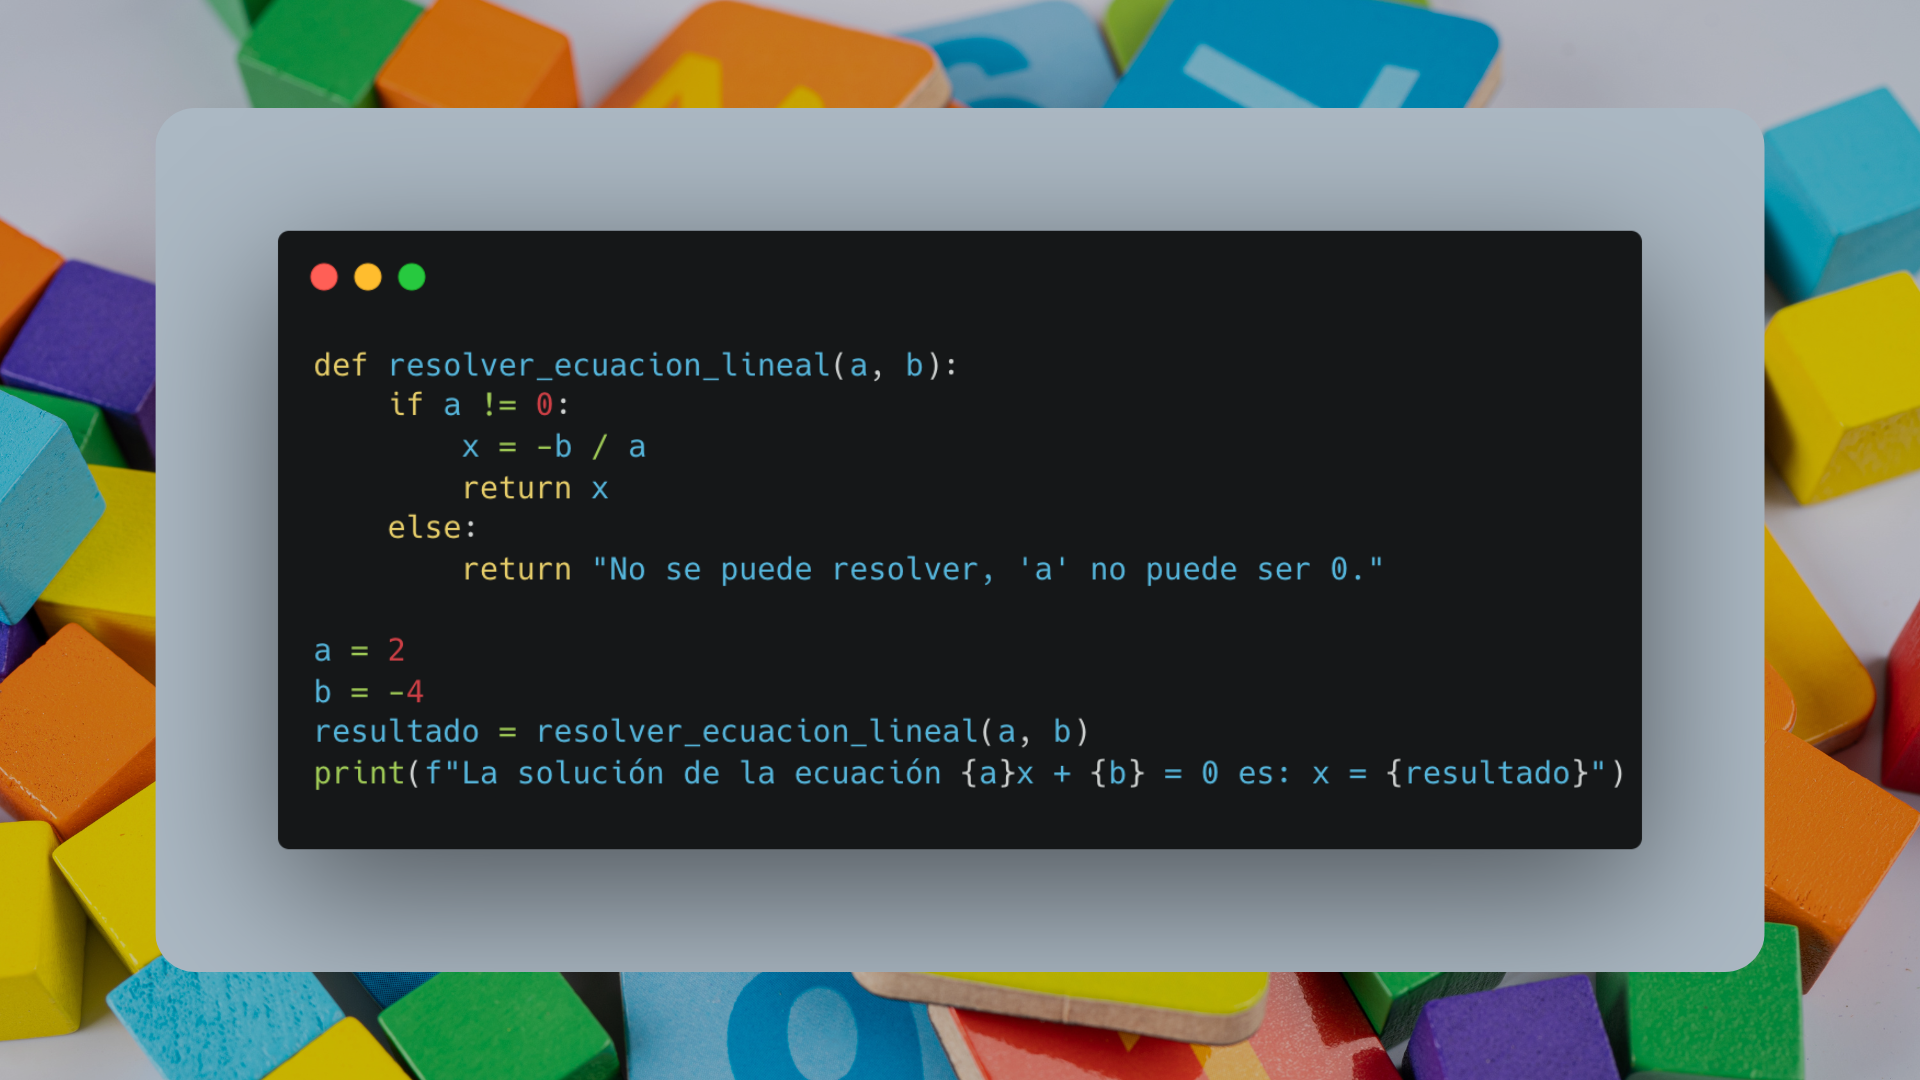 def resolver_ecuacion_lineal(a, b):
    if a != 0:
        x = -b / a
        return x
    else:
        return "No se puede resolver, 'a' no puede ser 0."

a = 2
b = -4
resultado = resolver_ecuacion_lineal(a, b)
print(f"La solución de la ecuación {a}x + {b} = 0 es: x = {resultado}")